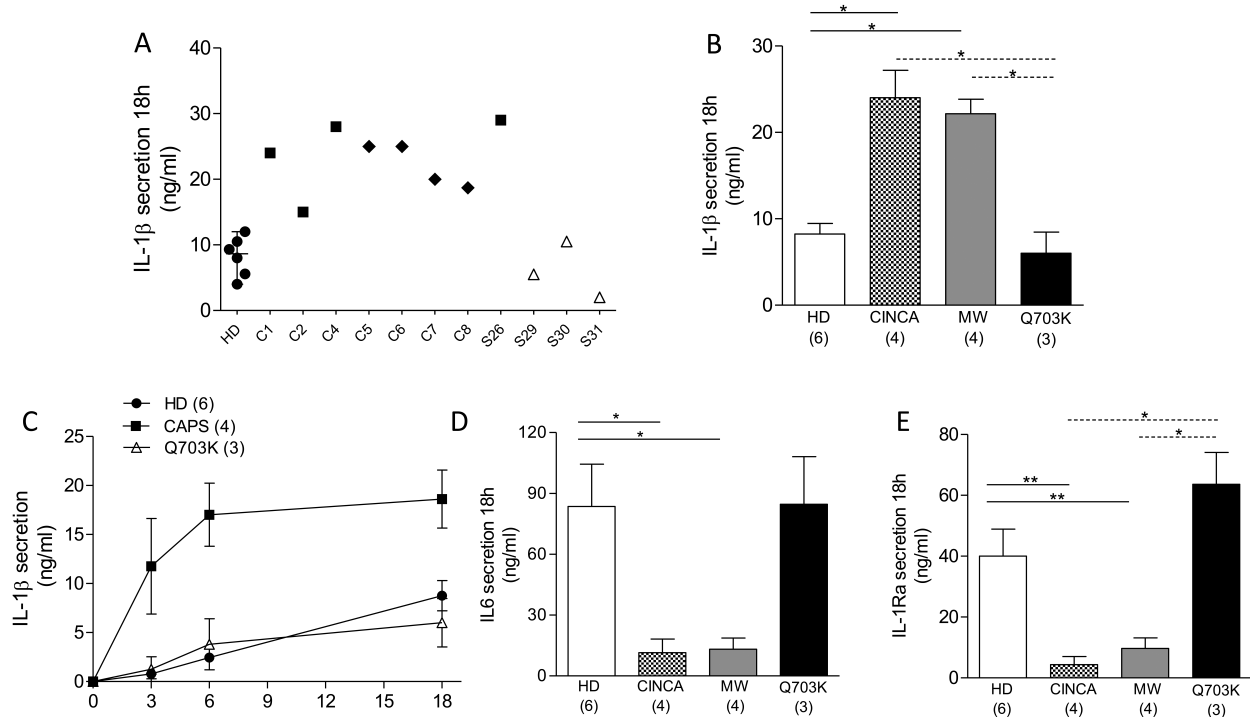 A
IL-1β secretion 18h
(ng/ml)
40
30
20
10
0
HD
C1
C2
C4
C5
C6
C7
C8
S26
S29
S30
S31
B
IL-1β secretion 18h
(ng/ml)
30
20
10
0
*
*
*
*
HD
(6)
CINCA
(4)
MW
(4)
Q703K
(3)
C
HD (6)
CAPS (4)
Q703K (3)
IL-1β secretion
(ng/ml)
25
20
15
10
5
0
0 3 6 9 12 15 18
D
IL6 secretion 18h
(ng/ml)
120
90
60
30
0
*
*
HD
(6)
CINCA
(4)
MW
(4)
Q703K
(3)
E
IL-1Ra secretion 18h
(ng/ml)
80
60
40
20
0
*
*
**
**
HD
(6)
CINCA
(4)
MW
(4)
Q703K
(3)